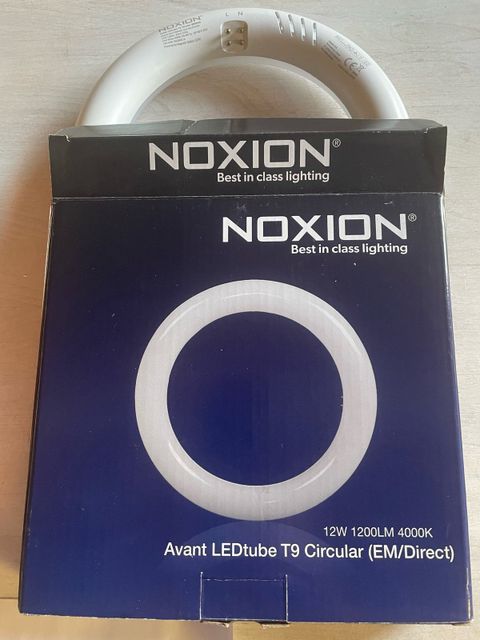 NOXION®
L N
NOXION®
Best in class lighting
NOXION®
Best in class lighting
12W 1200LM 4000K
Avant LEDtube T9 Circular (EM/Direct)